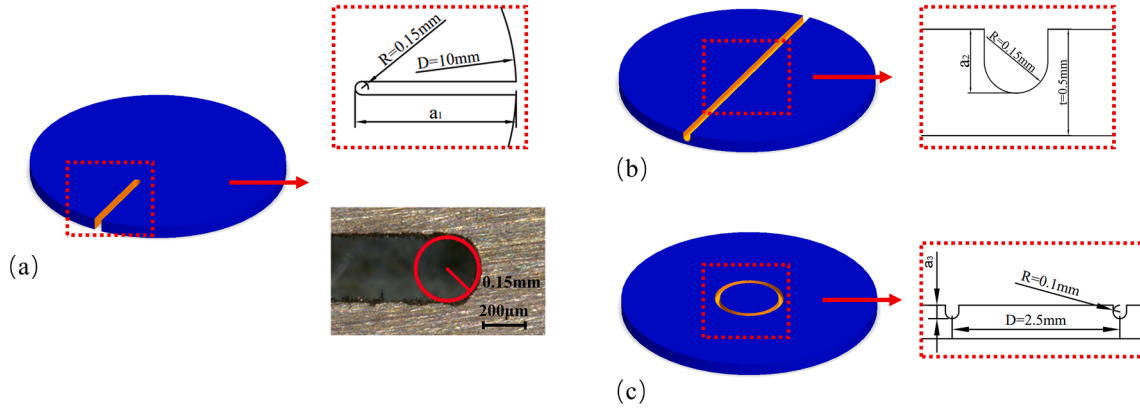 R=0.15mm
D=10mm
a₁
(a)
0.15mm
200μm
a₂
R=0.15mm
t=0.5mm
(b)
a₃
R=0.1mm
D=2.5mm
(c)